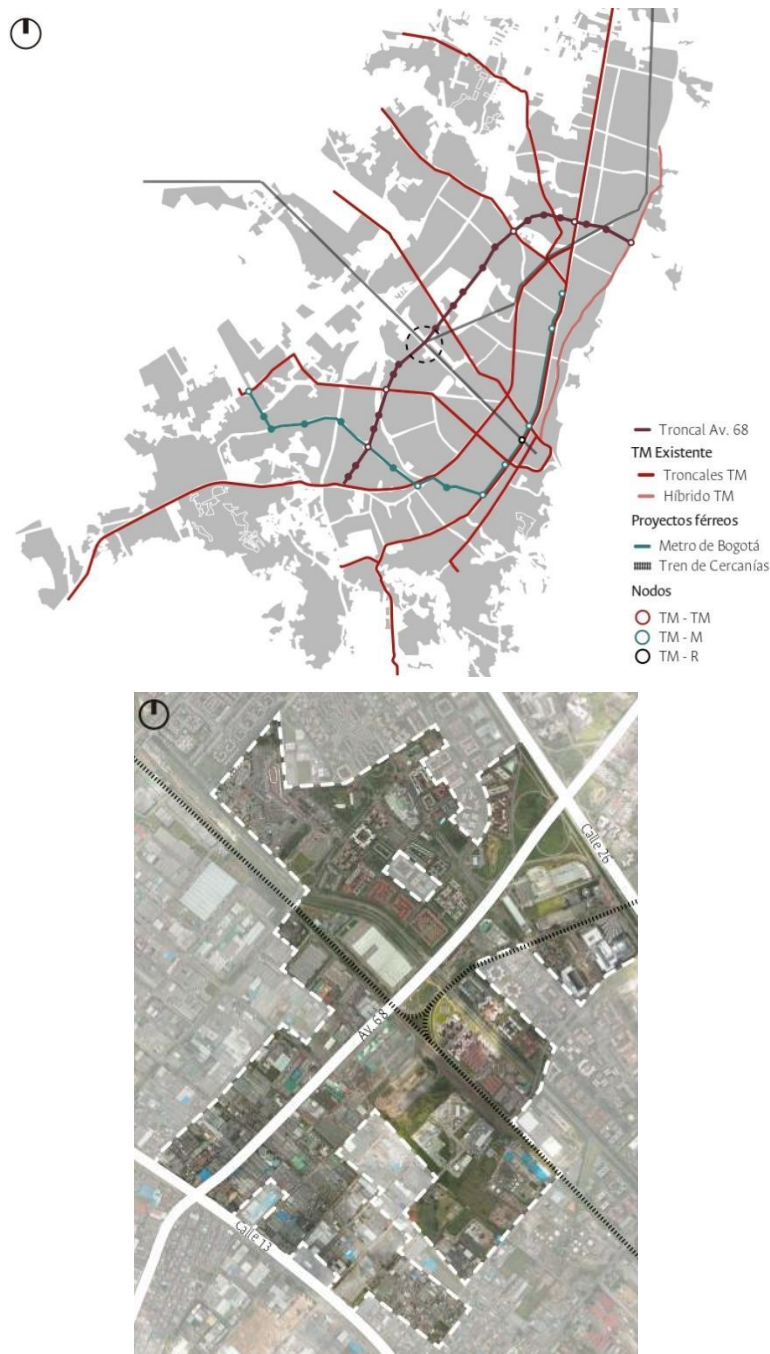 Troncal Av. 68
TM Existente
Troncales TM
Híbrido TM
Proyectos férreos
Metro de Bogotá
Tren de Cercanías
Nodos
TM - TM
TM - M
TM - R
Calle 26
Av. 68
Calle 13